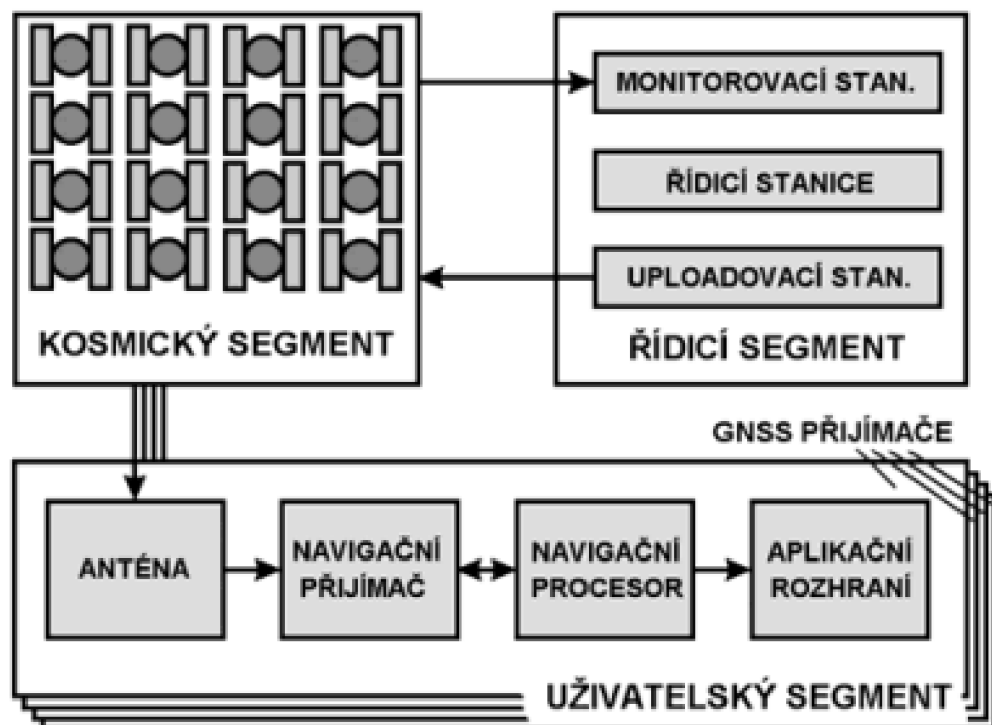 MONITOROVACÍ STAN.
ŘÍDICÍ STANICE
UPLOADOVACÍ STAN.
KOSMICKÝ SEGMENT
ŘÍDICÍ SEGMENT
GNSS PŘIJÍMAČE
ANTÉNA
NAVIGAČNÍ
PŘIJÍMAČ
NAVIGAČNÍ
PROCESOR
APLIKAČNÍ
ROZHRANÍ
UŽIVATELSKÝ SEGMENT